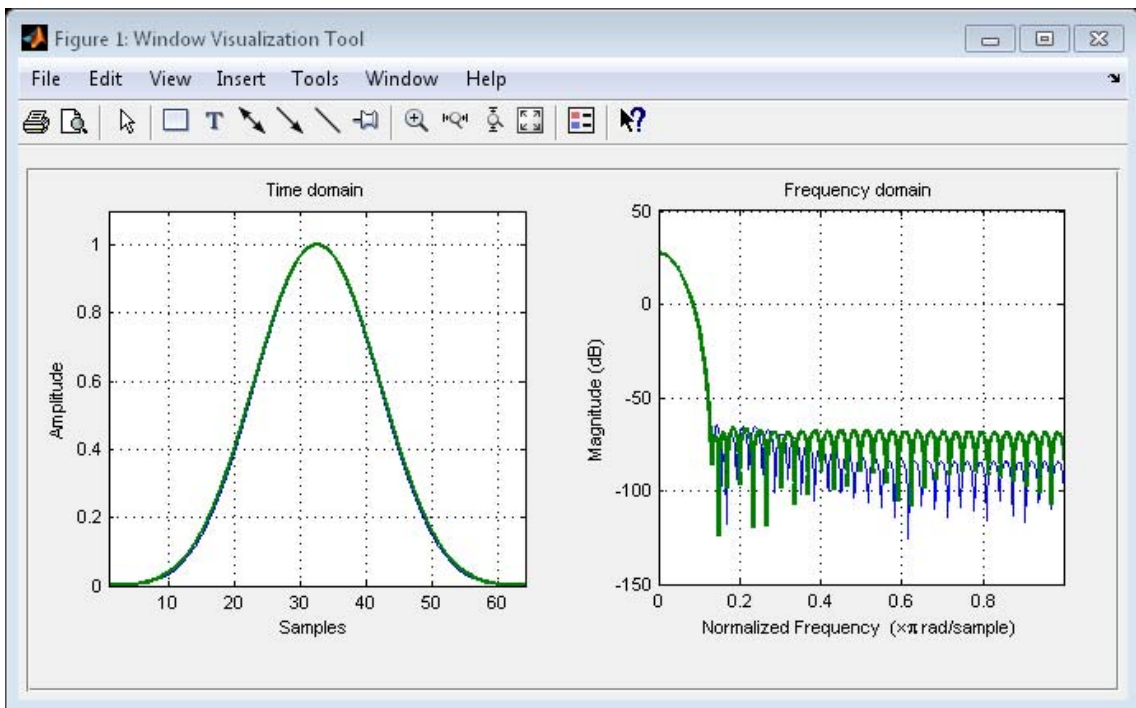 Figure 1: Window Visualization Tool
File Edit View Insert Tools Window Help
T
?
Time domain
1
0.8
0.6
0.4
0.2
0
Amplitude
10 20 30 40 50 60
Samples
Frequency domain
50
0
-50
-100
-150
Magnitude (dB)
0 0.2 0.4 0.6 0.8
Normalized Frequency (×π rad/sample)